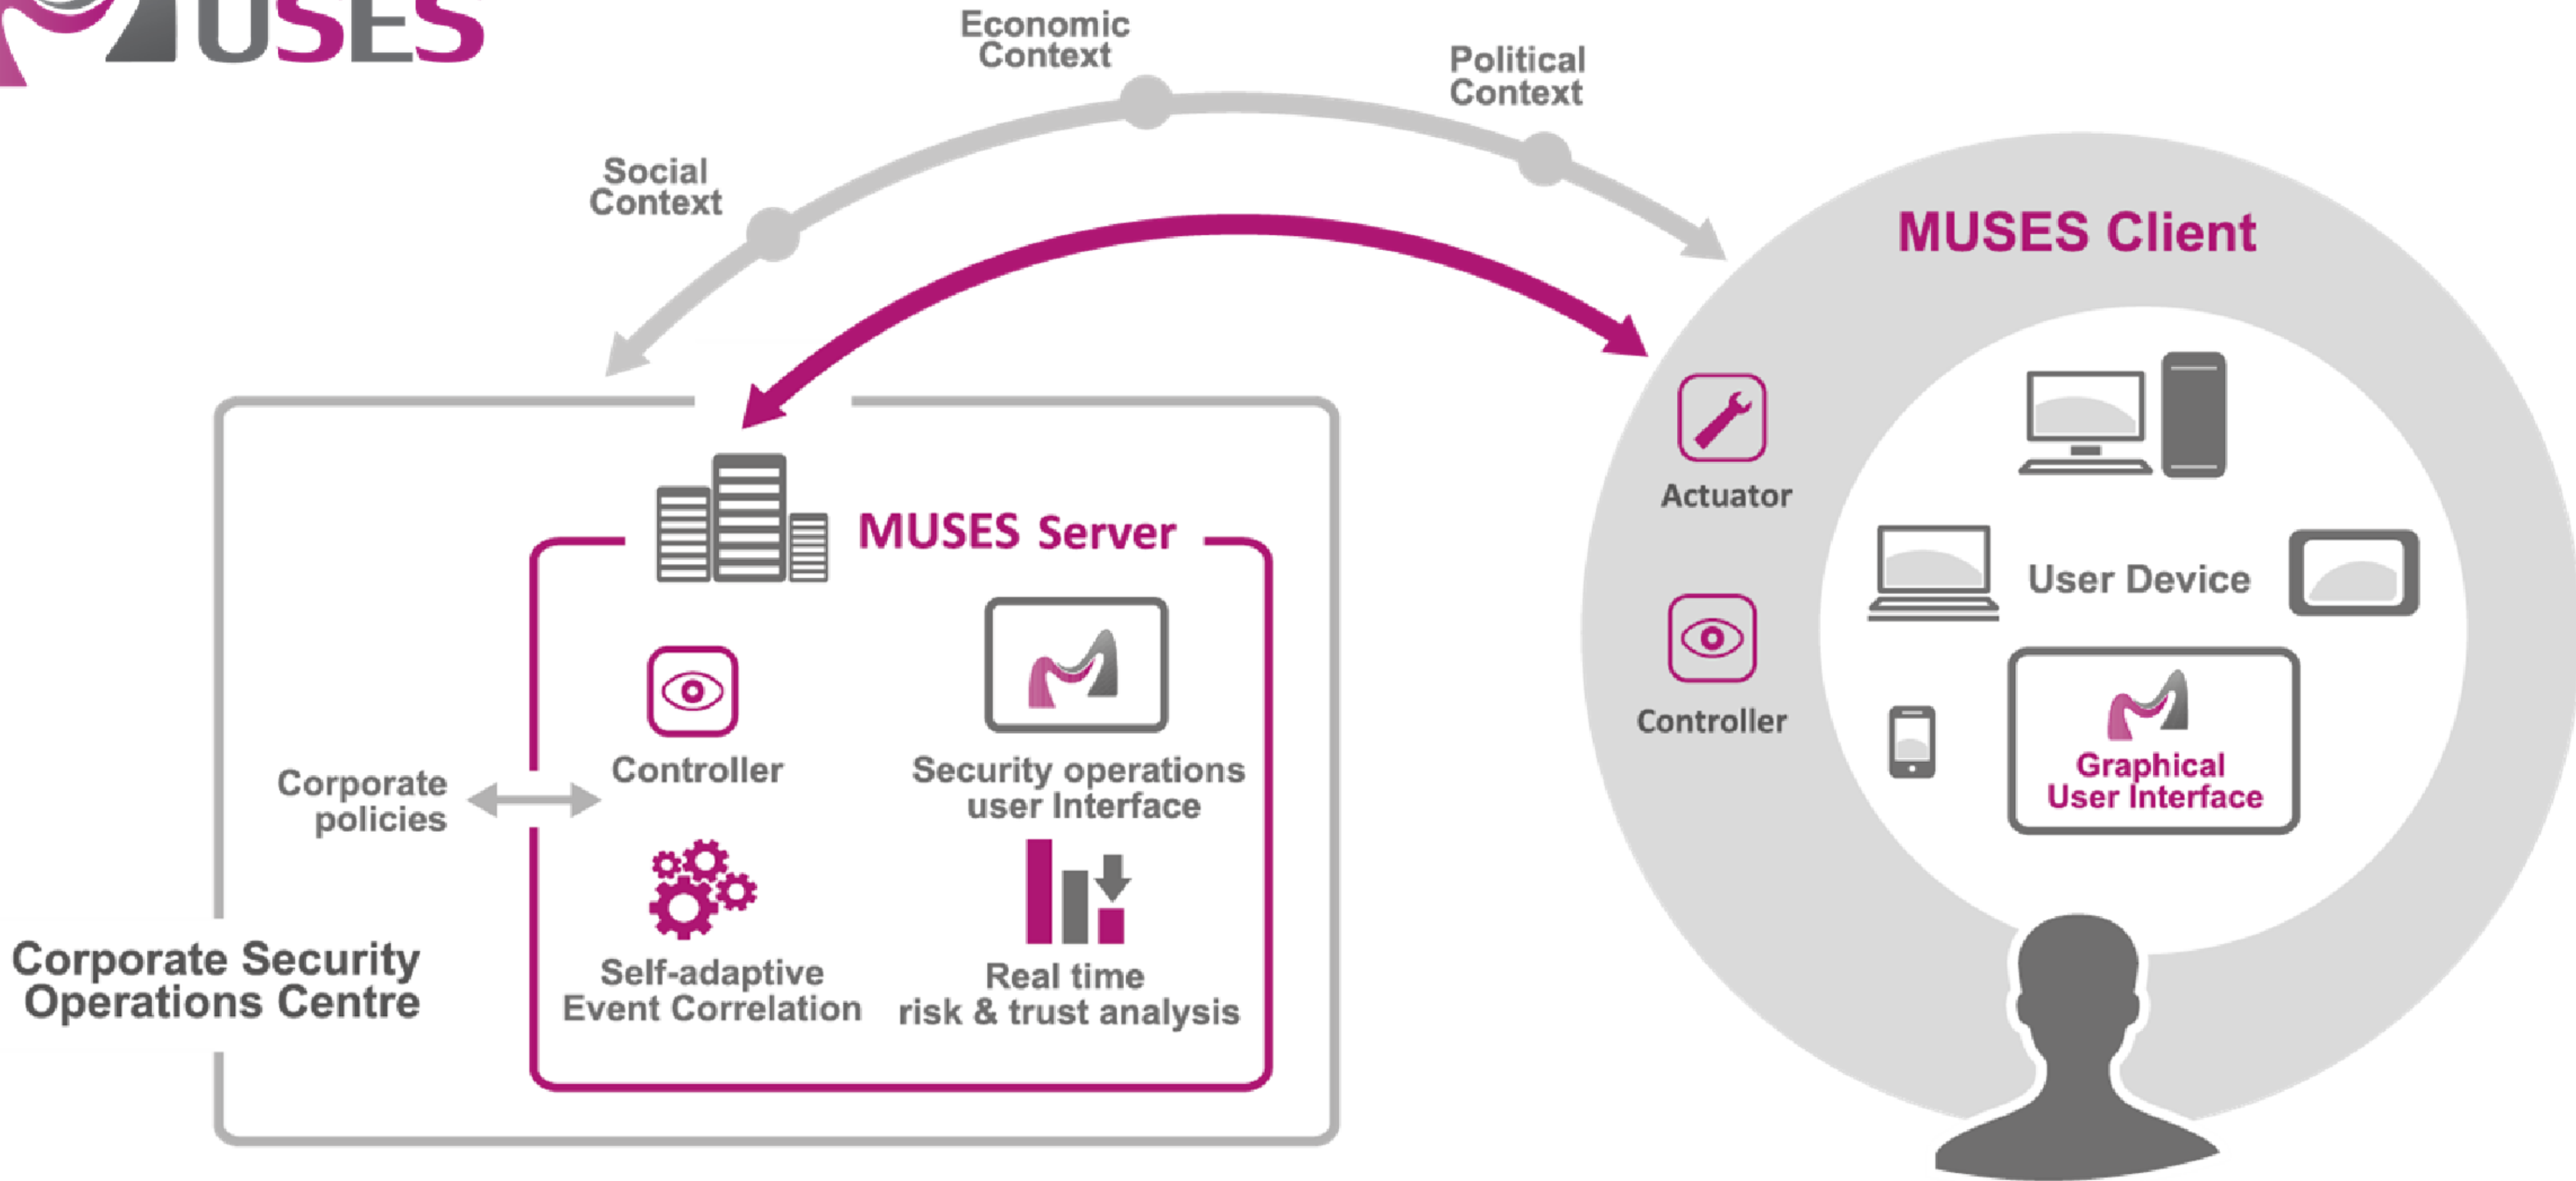 MUSES
Economic
Context
Political
Context
Social
Context
MUSES Client
Actuator
User Device
Controller
Graphical
User Interface
MUSES Server
Controller
Security operations
user Interface
Corporate
policies
Self-adaptive
Event Correlation
Real time
risk & trust analysis
Corporate Security
Operations Centre